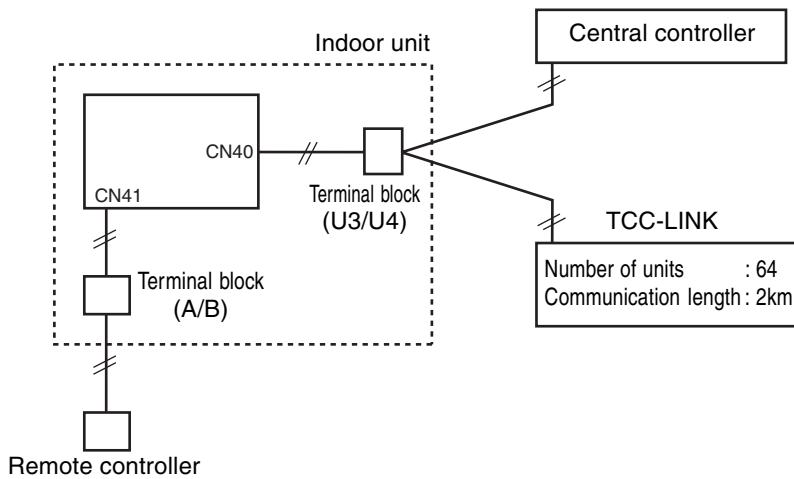 Indoor unit
Central controller
CN40
CN41
Terminal block
(U3/U4)
TCC-LINK
Number of units : 64
Communication length : 2km
Terminal block
(A/B)
Remote controller